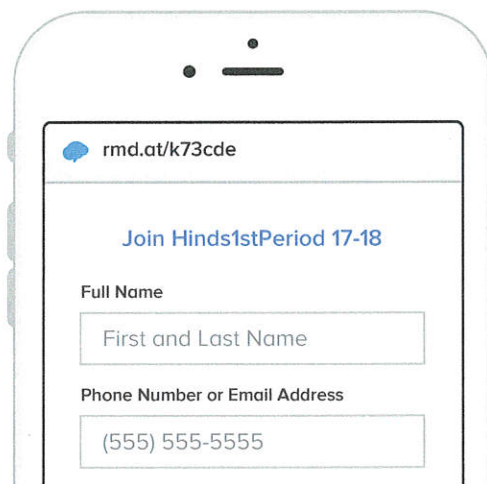 rmd.at/k73cde
Join Hinds1stPeriod 17-18
Full Name
First and Last Name
Phone Number or Email Address
(555) 555-5555